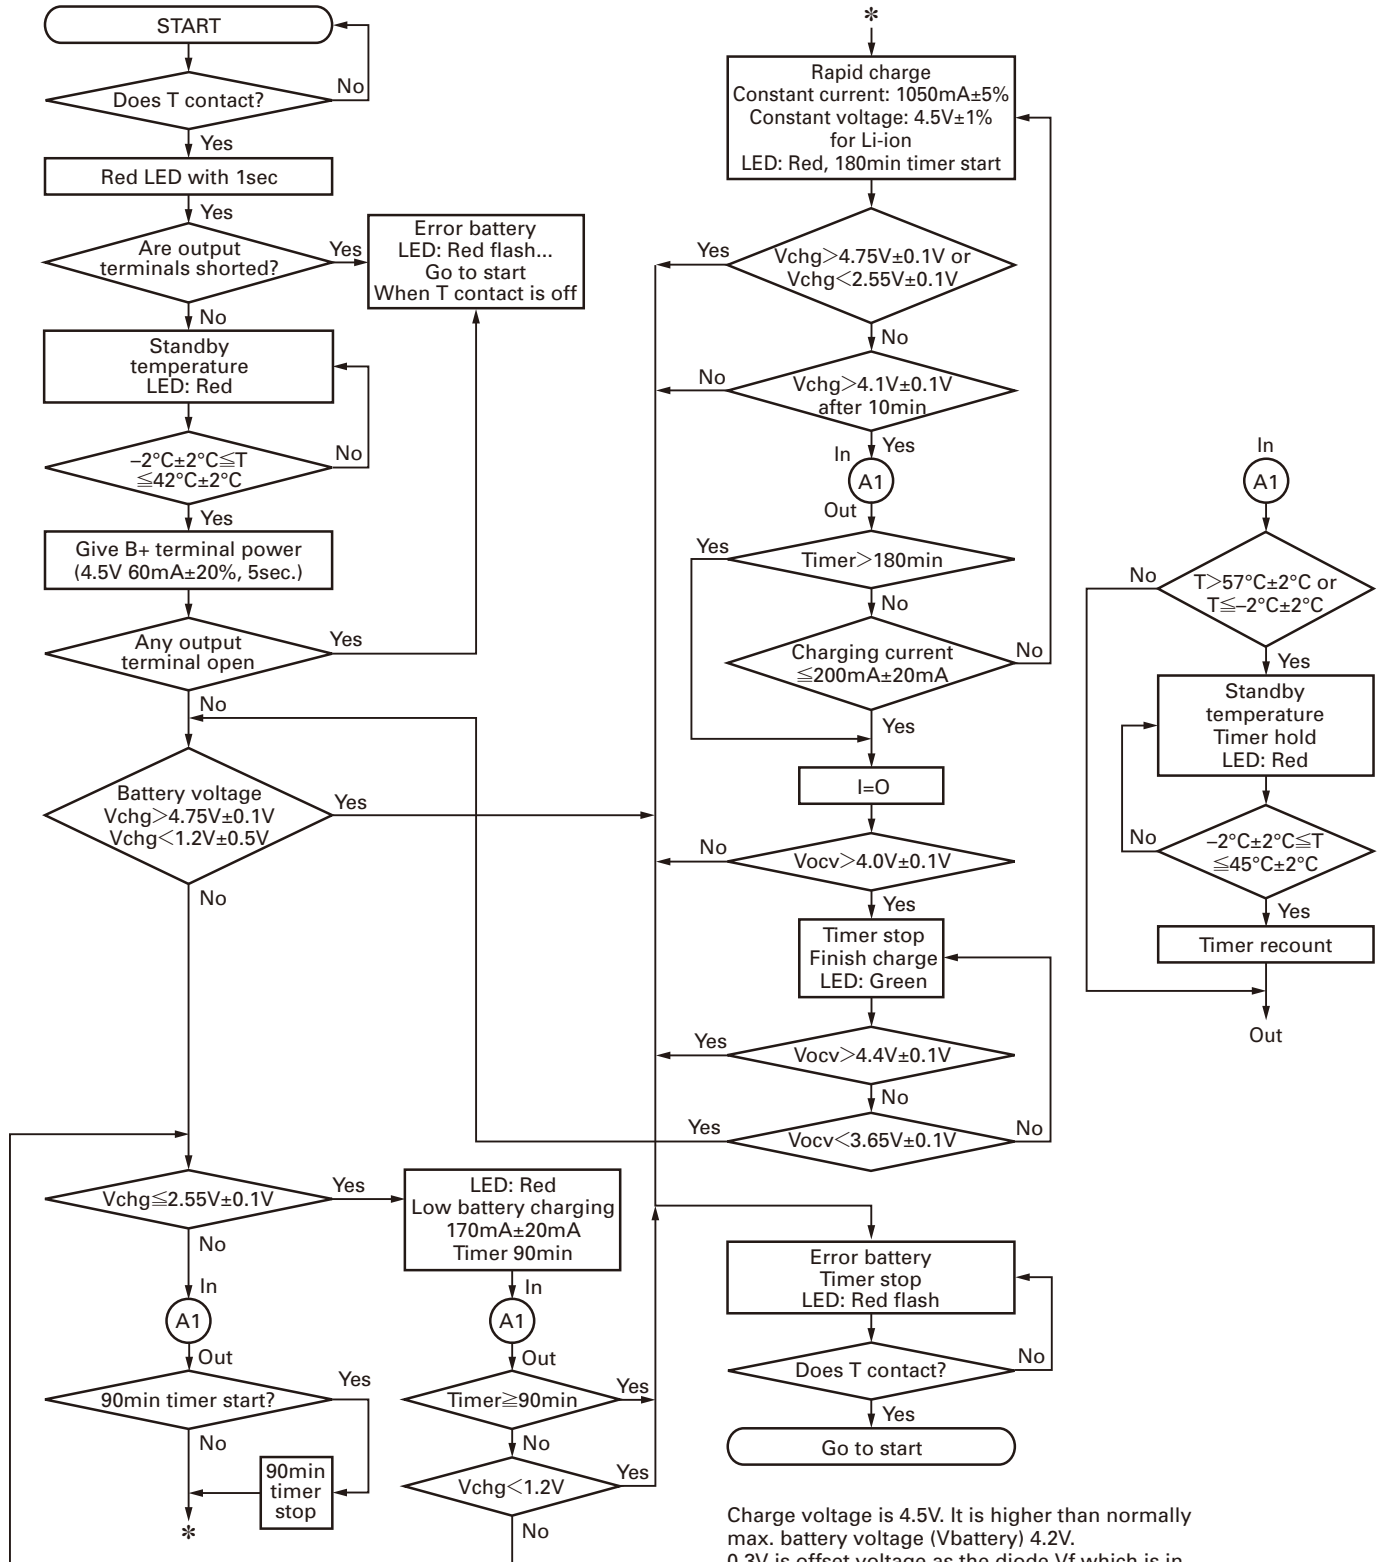 START
Does T contact?
No
Yes
Red LED with 1sec
Yes
Are output
terminals shorted?
Yes
Error battery
LED: Red flash...
Go to start
When T contact is off
No
Standby
temperature
LED: Red
–2°C±2°C≦T
≦42°C±2°C
No
Yes
Give B+ terminal power
(4.5V 60mA±20%, 5sec.)
Any output
terminal open
Yes
No
Battery voltage
Vchg>4.75V±0.1V
Vchg<1.2V±0.5V
Yes
No
Vchg≦2.55V±0.1V
Yes
No
In
A1
Out
90min timer start?
Yes
No
90min
timer
stop
*
LED: Red
Low battery charging
170mA±20mA
Timer 90min
In
A1
Out
Timer≧90min
Yes
No
Vchg<1.2V
Yes
No
*
Rapid charge
Constant current: 1050mA±5%
Constant voltage: 4.5V±1%
for Li-ion
LED: Red, 180min timer start
Vchg>4.75V±0.1V or
Vchg<2.55V±0.1V
Yes
No
Vchg>4.1V±0.1V
after 10min
No
Yes
In
A1
Out
Timer>180min
Yes
No
Charging current
≦200mA±20mA
No
Yes
I=O
Vocv>4.0V±0.1V
No
Yes
Timer stop
Finish charge
LED: Green
Vocv>4.4V±0.1V
Yes
No
Vocv<3.65V±0.1V
Yes
No
Error battery
Timer stop
LED: Red flash
Does T contact?
No
Yes
Go to start
In
A1
T>57°C±2°C or
T≦–2°C±2°C
No
Yes
Standby
temperature
Timer hold
LED: Red
–2°C±2°C≦T
≦45°C±2°C
No
Yes
Timer recount
Out
Charge voltage is 4.5V. It is higher than normally
max. battery voltage (Vbattery) 4.2V.
0.3V is offset voltage as the diode Vf which is in